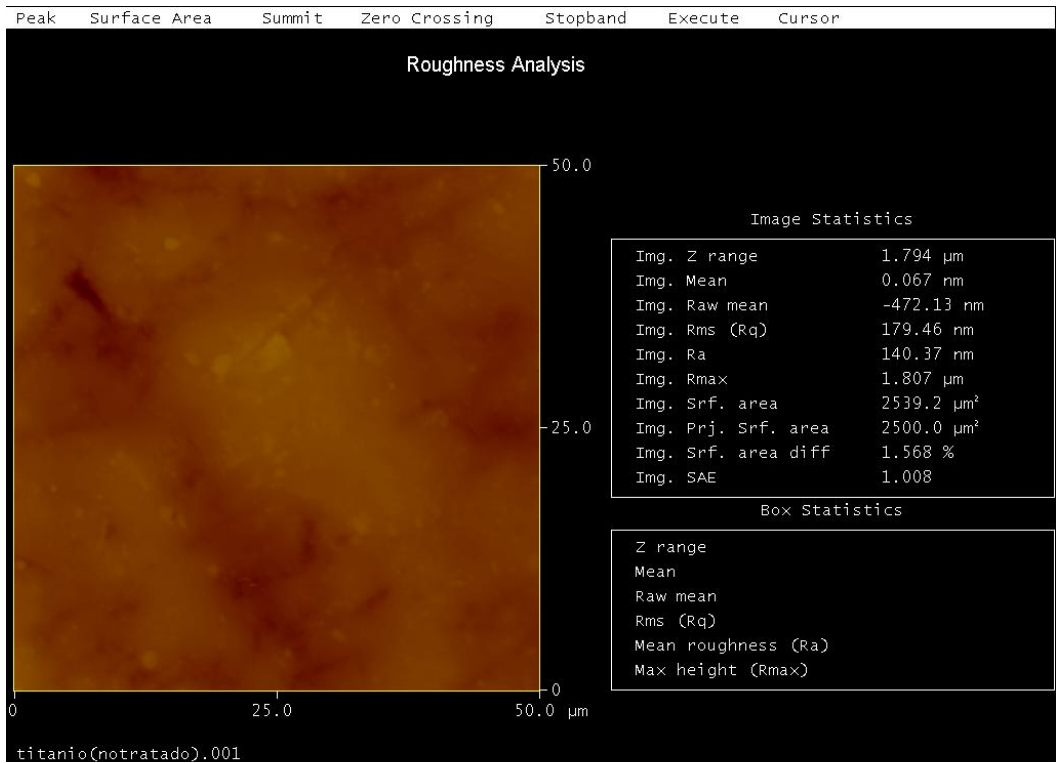 Peak Surface Area Summit Zero Crossing Stopband Execute Cursor
Roughness Analysis
50.0
25.0
0
0 25.0 50.0 µm
Image Statistics
Img. Z range 1.794 µm
Img. Mean 0.067 nm
Img. Raw mean -472.13 nm
Img. Rms (Rq) 179.46 nm
Img. Ra 140.37 nm
Img. Rmax 1.807 µm
Img. Srf. area 2539.2 µm²
Img. Prj. Srf. area 2500.0 µm²
Img. Srf. area diff 1.568 %
Img. SAE 1.008
Box Statistics
Z range
Mean
Raw mean
Rms (Rq)
Mean roughness (Ra)
Max height (Rmax)
titanio(notratado).001